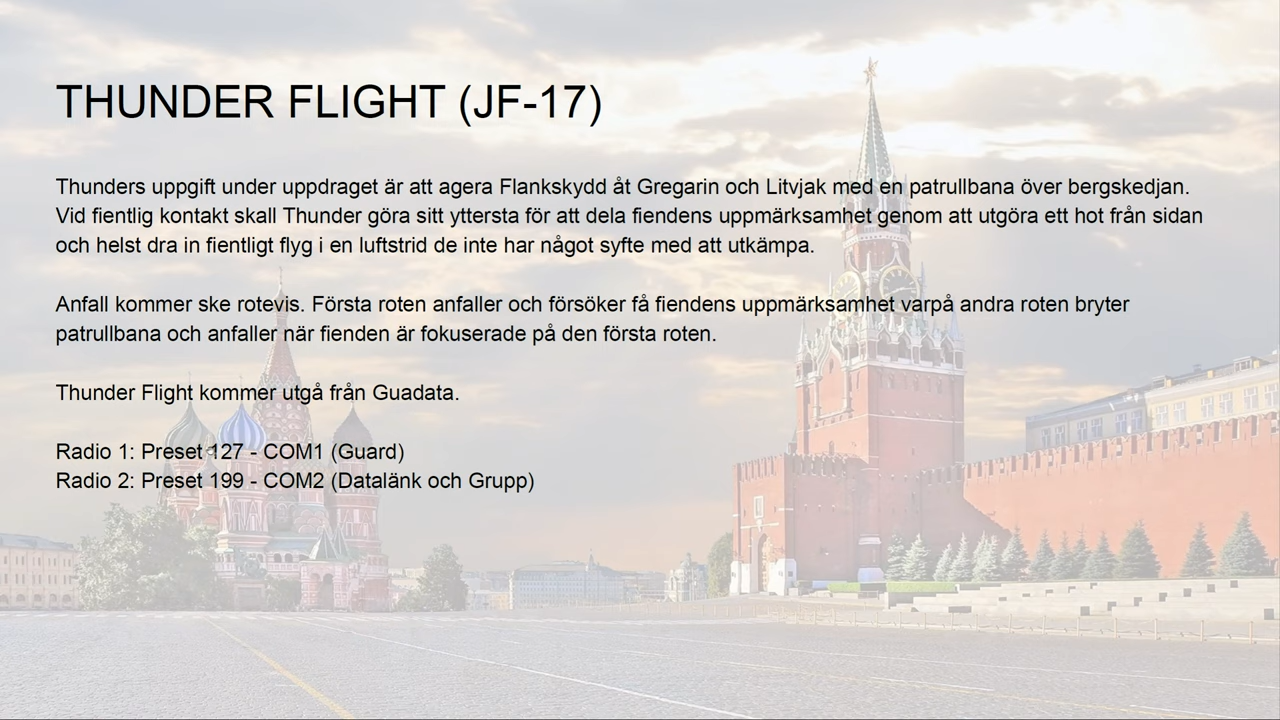 THUNDER FLIGHT (JF-17)
Thunders uppgift under uppdraget är att agera Flankskydd åt Gregarin och Litvjak med en patrullbana över bergskedjan.
Vid fientlig kontakt skall Thunder göra sitt yttersta för att dela fiendens uppmärksamhet genom att utgöra ett hot från sidan
och helst dra in fientligt flyg i en luftstrid de inte har något syfte med att utkämpa.
Anfall kommer ske rotevis. Första roten anfaller och försöker få fiendens uppmärksamhet varpå andra roten bryter
patrullbana och anfaller när fienden är fokuserade på den första roten.
Thunder Flight kommer utgå från Guadata.
Radio 1: Preset 127 - COM1 (Guard)
Radio 2: Preset 199 - COM2 (Datalänk och Grupp)